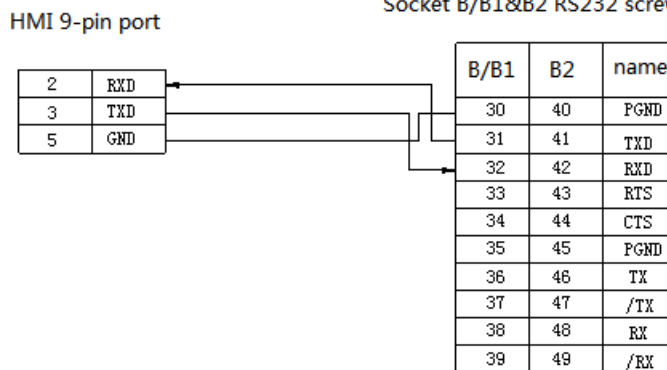 HMI 9-pin port
Socket B/B1&B2 RS232
2 RXD
3 TXD
5 GND
B/B1 B2 name
30 40 PGND
31 41 TXD
32 42 RXD
33 43 RTS
34 44 CTS
35 45 PGND
36 46 TX
37 47 /TX
38 48 RX
39 49 /RX